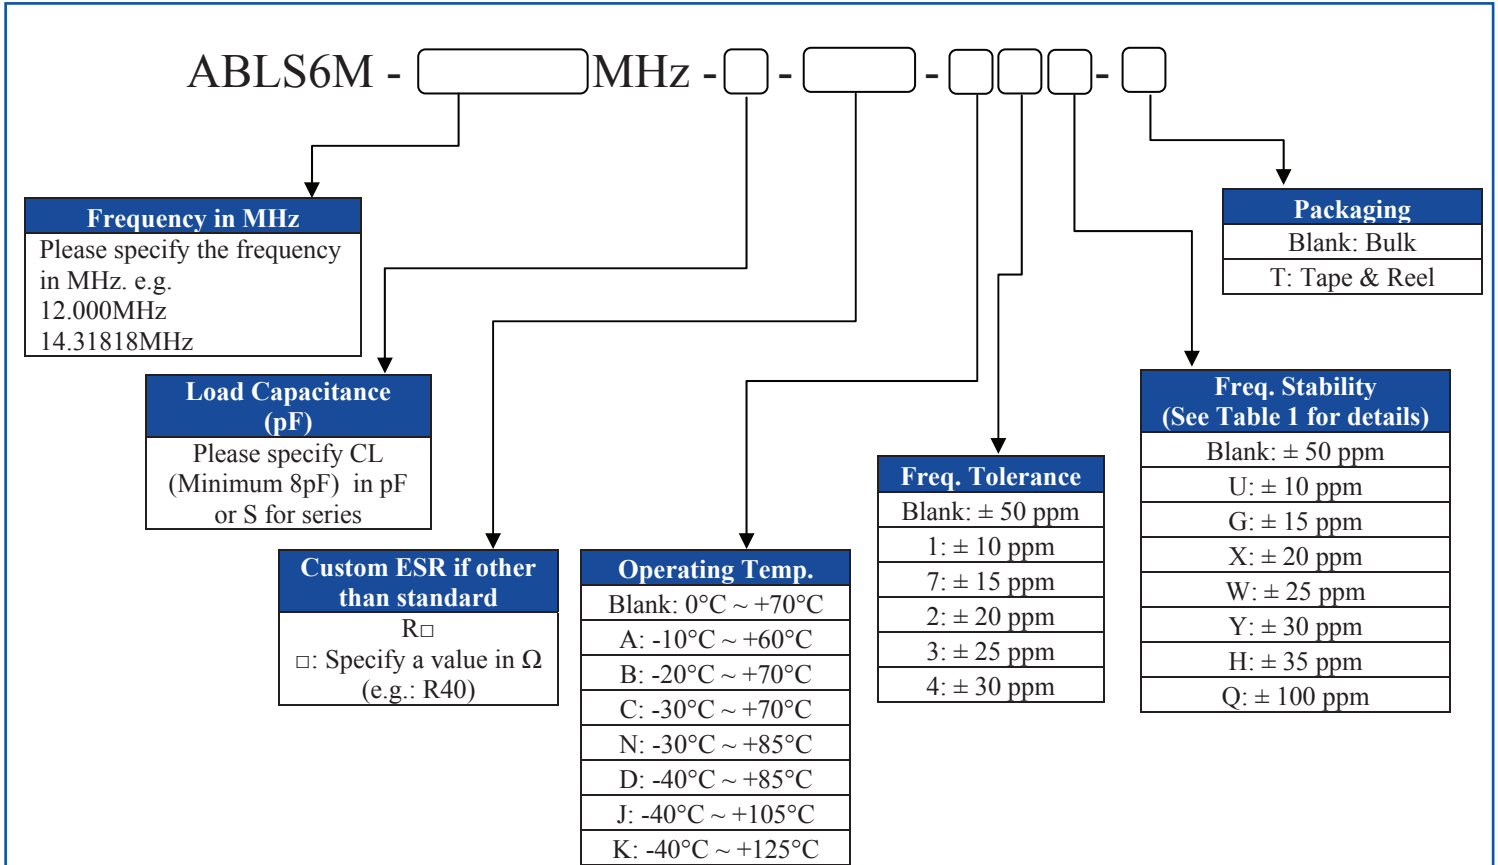 ABLS6M - MHz - - - -
Frequency in MHz
Please specify the frequency
in MHz. e.g.
12.000MHz
14.31818MHz
Load Capacitance
(pF)
Please specify CL
(Minimum 8pF) in pF
or S for series
Custom ESR if other
than standard
R□
□: Specify a value in Ω
(e.g.: R40)
Operating Temp.
Blank: 0°C ~ +70°C
A: -10°C ~ +60°C
B: -20°C ~ +70°C
C: -30°C ~ +70°C
N: -30°C ~ +85°C
D: -40°C ~ +85°C
J: -40°C ~ +105°C
K: -40°C ~ +125°C
Freq. Tolerance
Blank: ± 50 ppm
1: ± 10 ppm
7: ± 15 ppm
2: ± 20 ppm
3: ± 25 ppm
4: ± 30 ppm
Freq. Stability
(See Table 1 for details)
Blank: ± 50 ppm
U: ± 10 ppm
G: ± 15 ppm
X: ± 20 ppm
W: ± 25 ppm
Y: ± 30 ppm
H: ± 35 ppm
Q: ± 100 ppm
Packaging
Blank: Bulk
T: Tape & Reel